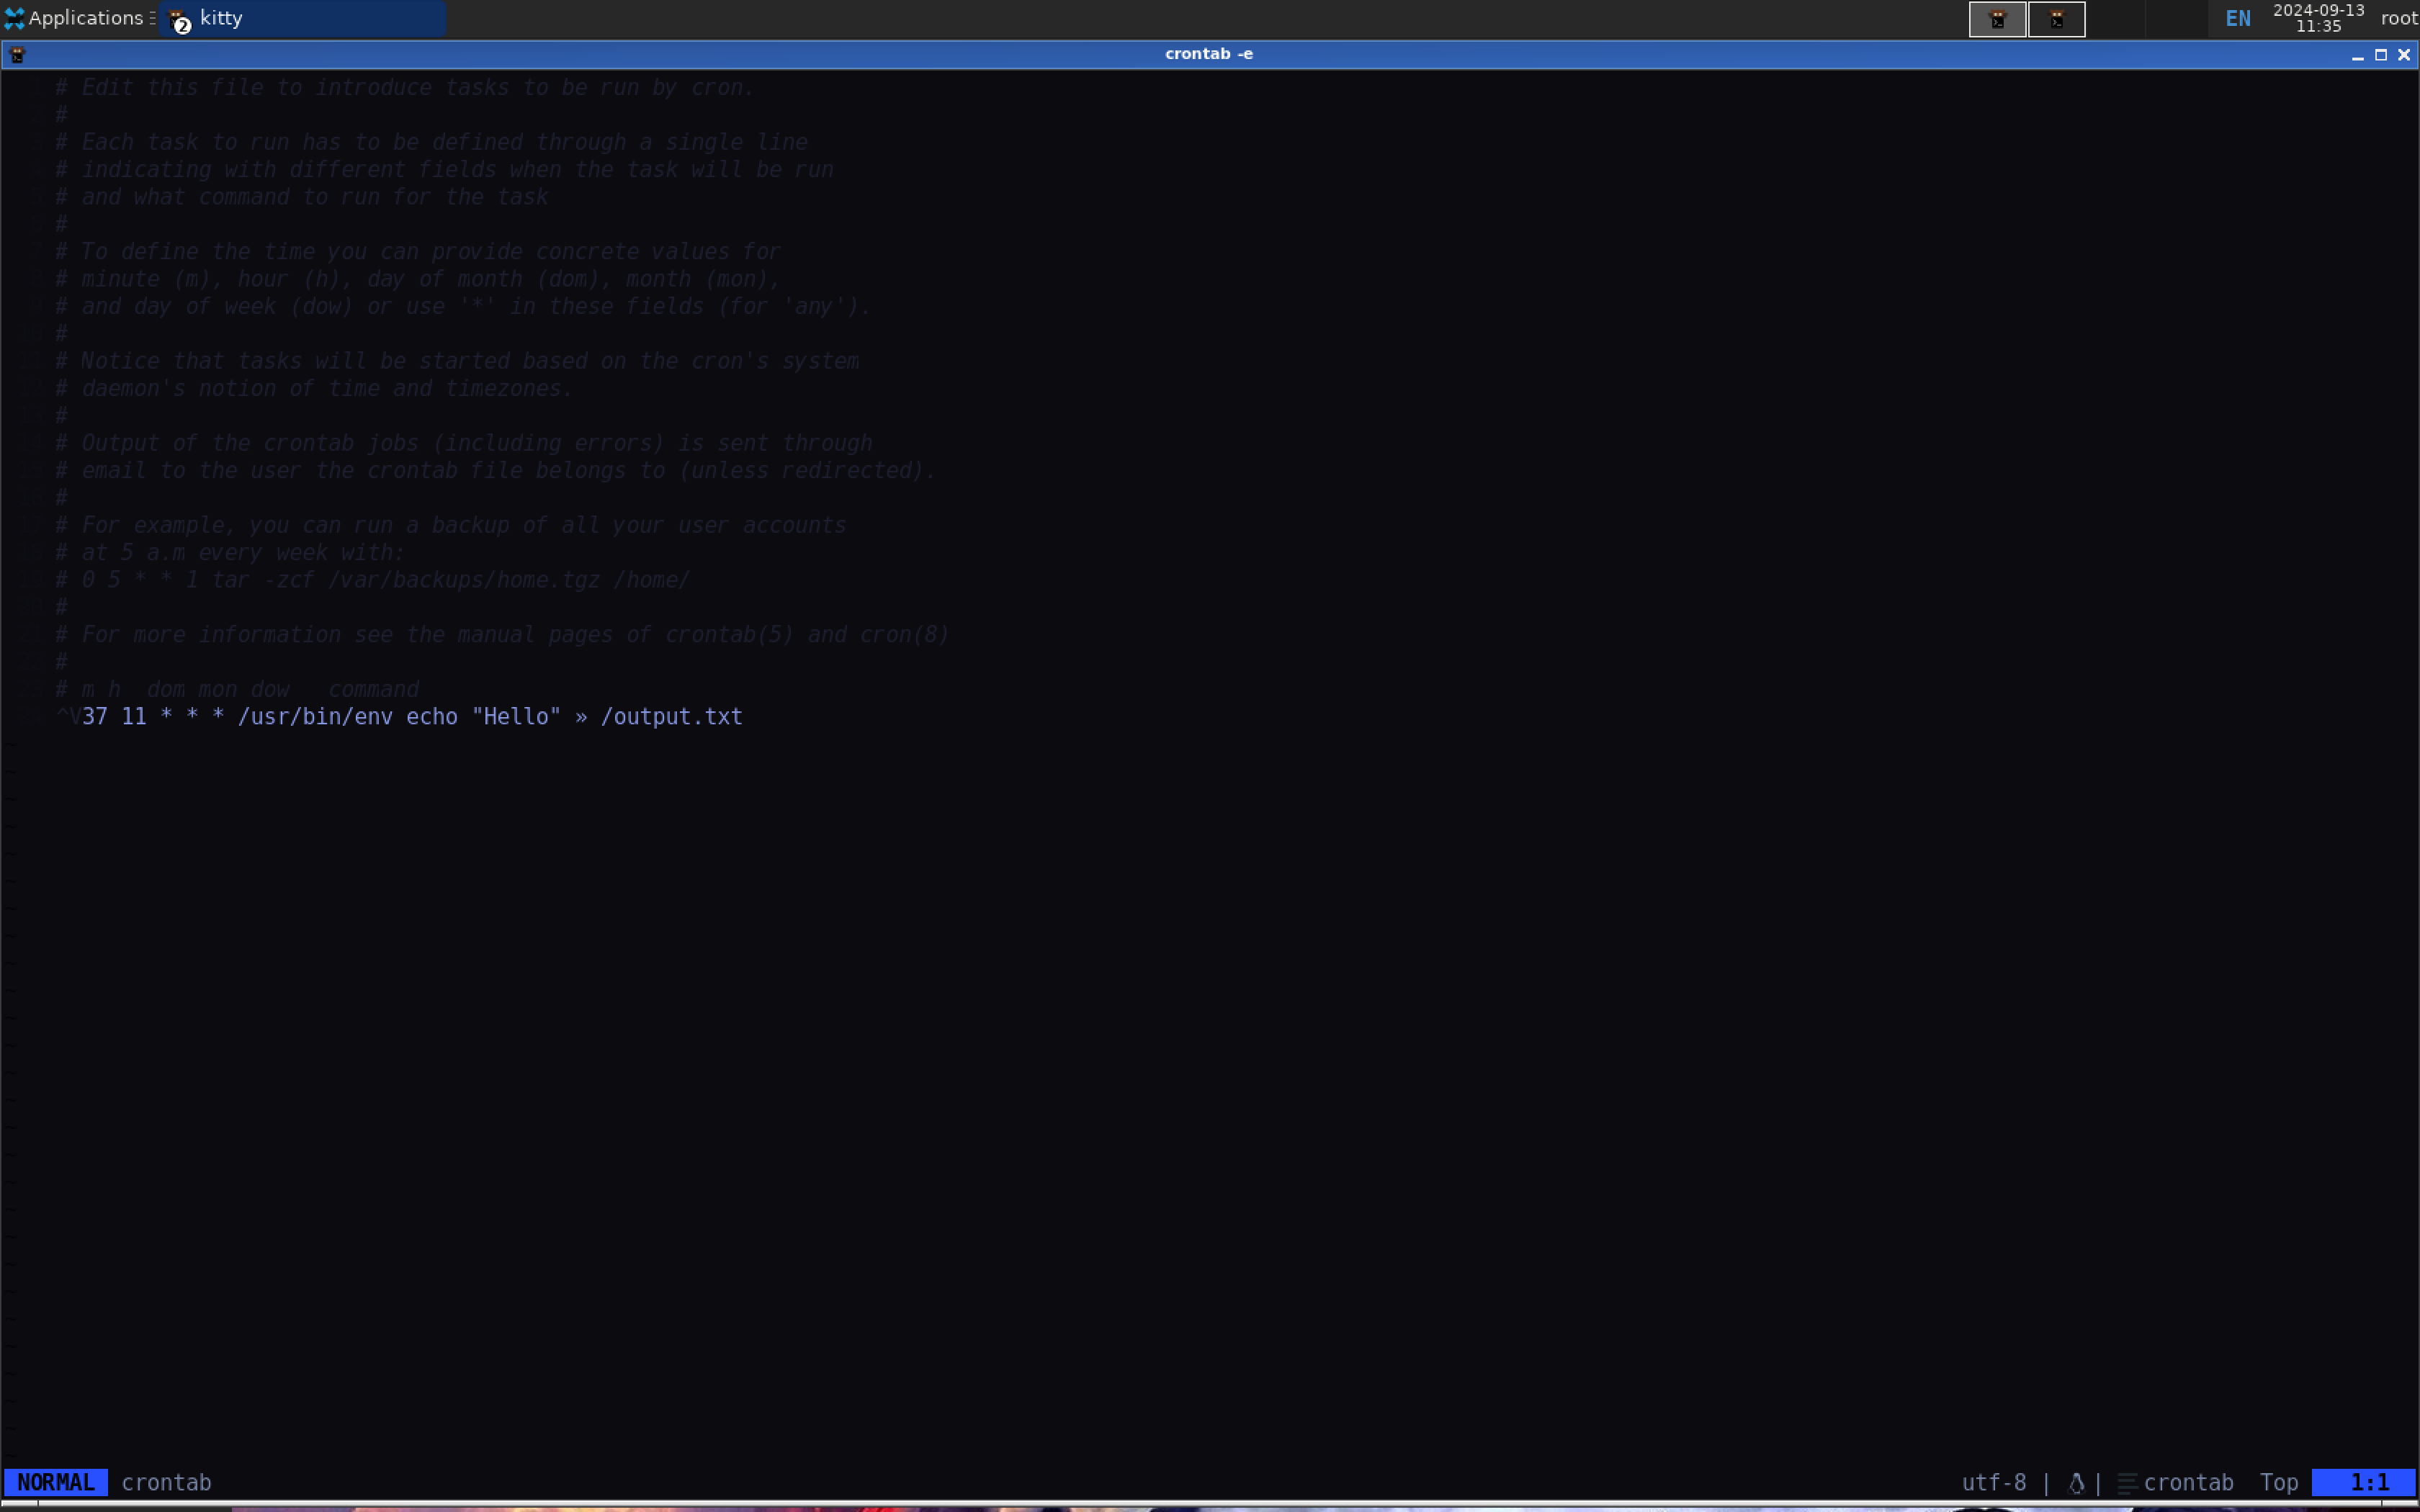 Applications
2 kitty
EN
2024-09-13
11:35
root
crontab -e
# Edit this file to introduce tasks to be run by cron.
#
# Each task to run has to be defined through a single line
# indicating with different fields when the task will be run
# and what command to run for the task
#
# To define the time you can provide concrete values for
# minute (m), hour (h), day of month (dom), month (mon),
# and day of week (dow) or use '*' in these fields (for 'any').
#
# Notice that tasks will be started based on the cron's system
# daemon's notion of time and timezones.
#
# Output of the crontab jobs (including errors) is sent through
# email to the user the crontab file belongs to (unless redirected).
#
# For example, you can run a backup of all your user accounts
# at 5 a.m every week with:
# 0 5 * * 1 tar -zcf /var/backups/home.tgz /home/
#
# For more information see the manual pages of crontab(5) and cron(8)
#
# m h  dom mon dow   command
^V37 11 * * * /usr/bin/env echo "Hello" » /output.txt
NORMAL crontab
utf-8 | | crontab Top 1:1